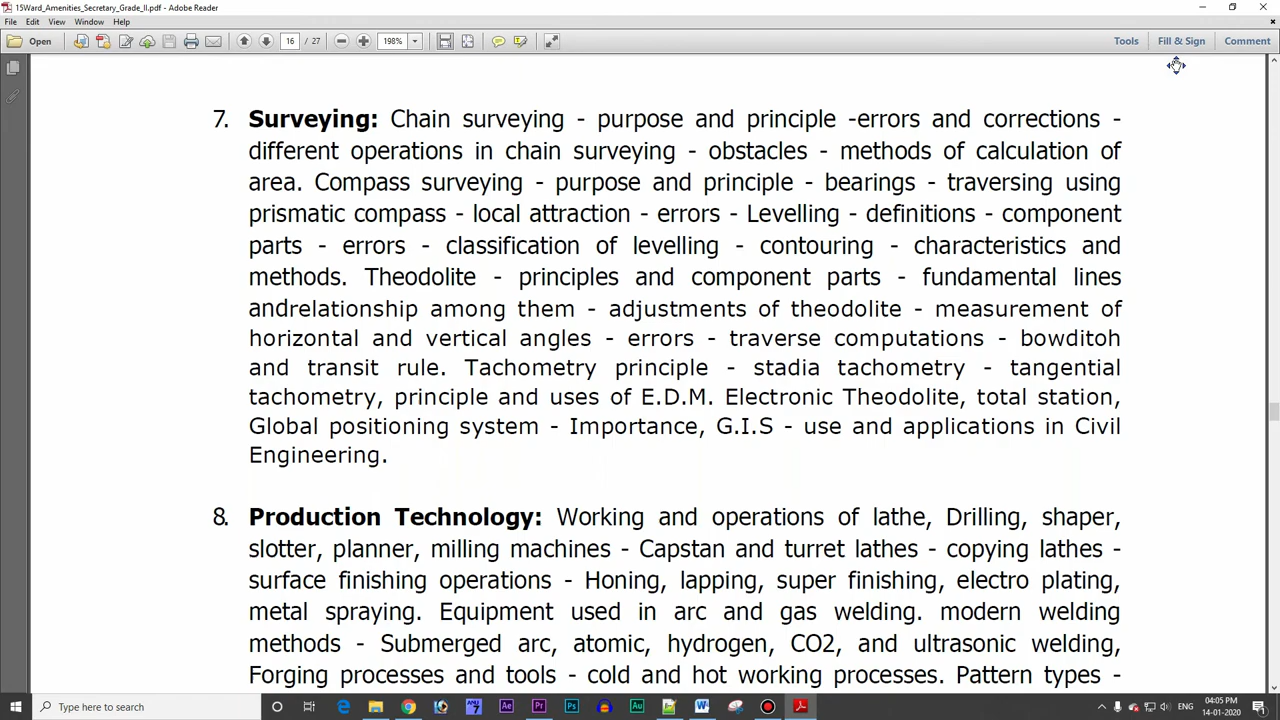 15Ward_Amenities_Secretary_Grade_II.pdf - Adobe Reader
File Edit View Window Help
Open 16 / 27 198% Tools Fill & Sign Comment
7. Surveying: Chain surveying - purpose and principle -errors and corrections -
different operations in chain surveying - obstacles - methods of calculation of
area. Compass surveying - purpose and principle - bearings - traversing using
prismatic compass - local attraction - errors - Levelling - definitions - component
parts - errors - classification of levelling - contouring - characteristics and
methods. Theodolite - principles and component parts - fundamental lines
andrelationship among them - adjustments of theodolite - measurement of
horizontal and vertical angles - errors - traverse computations - bowditoh
and transit rule. Tachometry principle - stadia tachometry - tangential
tachometry, principle and uses of E.D.M. Electronic Theodolite, total station,
Global positioning system - Importance, G.I.S - use and applications in Civil
Engineering.
8. Production Technology: Working and operations of lathe, Drilling, shaper,
slotter, planner, milling machines - Capstan and turret lathes - copying lathes -
surface finishing operations - Honing, lapping, super finishing, electro plating,
metal spraying. Equipment used in arc and gas welding. modern welding
methods - Submerged arc, atomic, hydrogen, CO2, and ultrasonic welding,
Forging processes and tools - cold and hot working processes. Pattern types -
Type here to search Ae Pr Ps Au W ENG 04:05 PM
14-01-2020